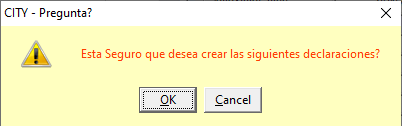 CITY - Pregunta?
Esta Seguro que desea crear las siguientes declaraciones?
OK Cancel